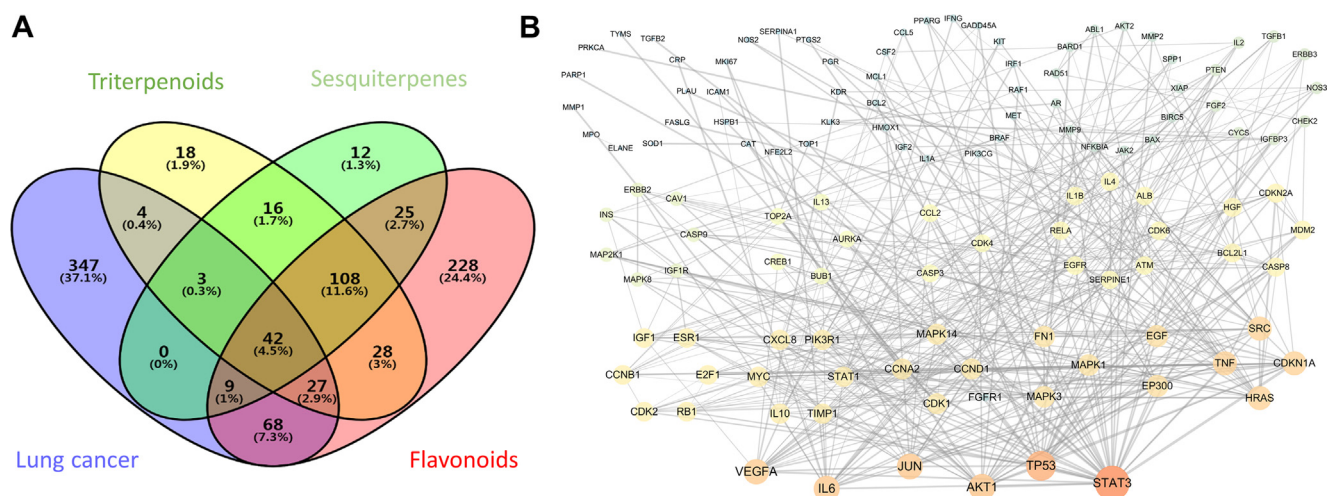 A
Triterpenoids
Sesquiterpenes
18
(1.9%)
12
(1.3%)
4
(0.4%)
16
(1.7%)
25
(2.7%)
347
(37.1%)
3
(0.3%)
108
(11.6%)
228
(24.4%)
42
(4.5%)
0
(0%)
28
(3%)
9
(1%)
27
(2.9%)
68
(7.3%)
Lung cancer
Flavonoids
B
TYMS
TGFB2
PRKCA
CRP
PARP1
MKI67
PLAU
ICAM1
MMP1
FASLG
HSPB1
MPO
ELANE
SOD1
CAT
NFE2L2
NOS2
SERPINA1
PTGS2
PGR
KDR
KLK3
TOP1
CCL5
CSF2
MCL1
BCL2
HMOX1
IGF2
IL1A
PPARG
IFNG
GADD45A
KIT
IRF1
RAF1
MET
BRAF
PIK3CG
ABL1
AKT2
BARD1
MMP2
RAD51
SPP1
AR
XIAP
MMP9
BIRC5
NFKBIA
JAK2
BAX
IL2
TGFB1
ERBB3
PTEN
NOS3
FGF2
CHEK2
CYCS
IGFBP3
ERBB2
CAV1
INS
CASP9
MAP2K1
IGF1R
MAPK8
IL13
TOP2A
AURKA
CREB1
BUB1
CCL2
CDK4
CASP3
IL1B
IL4
ALB
RELA
CDK6
EGFR
ATM
SERPINE1
CDKN2A
HGF
MDM2
BCL2L1
CASP8
IGF1
ESR1
CXCL8
PIK3R1
MAPK14
FN1
EGF
SRC
CCNB1
E2F1
MYC
STAT1
CCNA2
CCND1
MAPK1
TNF
CDKN1A
CDK2
RB1
IL10
TIMP1
CDK1
FGFR1
MAPK3
EP300
HRAS
VEGFA
IL6
JUN
AKT1
TP53
STAT3